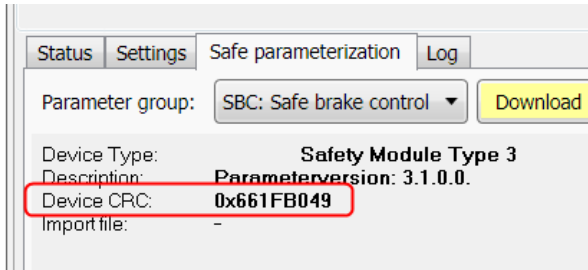 Status Settings Safe parameterization Log
Parameter group: SBC: Safe brake control Download
Device Type: Safety Module Type 3
Description: Parameterversion: 3.1.0.0.
Device CRC: 0x661FB049
Import file: -